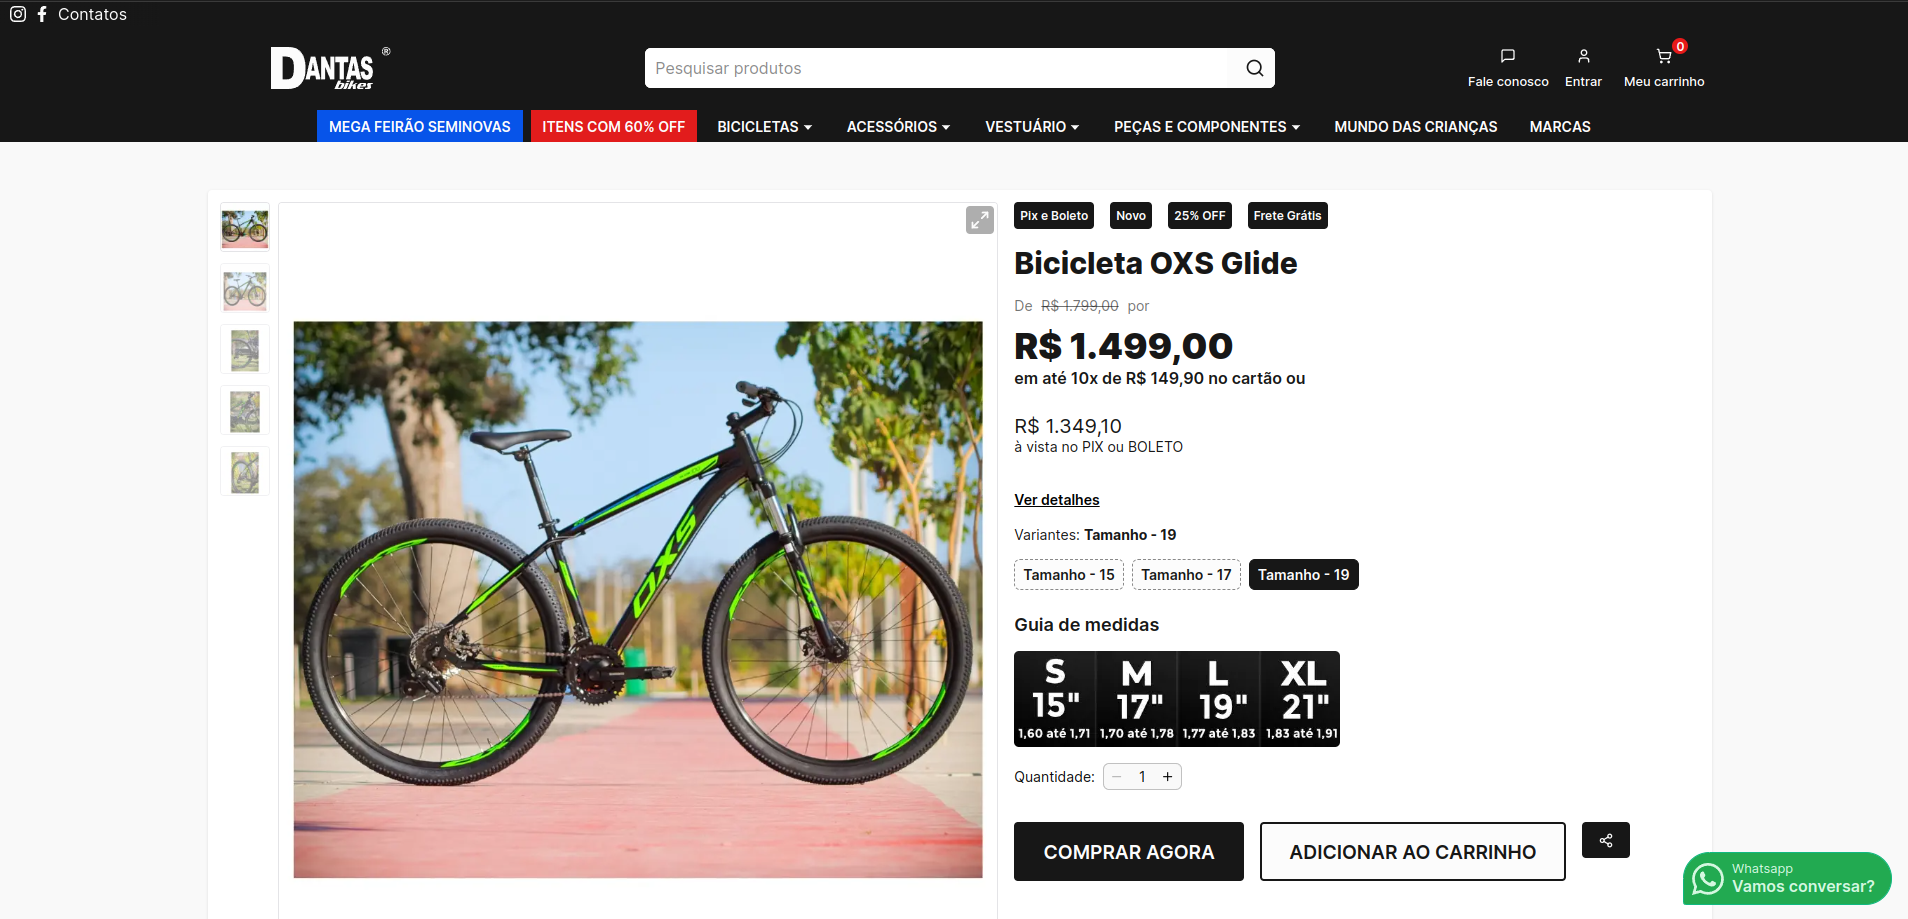 Contatos
DANTAS ®
bikes
Pesquisar produtos
Fale conosco
Entrar
0
Meu carrinho
MEGA FEIRÃO SEMINOVAS
ITENS COM 60% OFF
BICICLETAS
ACESSÓRIOS
VESTUÁRIO
PEÇAS E COMPONENTES
MUNDO DAS CRIANÇAS
MARCAS
OXS
OXS
Pix e Boleto
Novo
25% OFF
Frete Grátis
Bicicleta OXS Glide
De R$ 1.799,00 por
R$ 1.499,00
em até 10x de R$ 149,90 no cartão ou
R$ 1.349,10
à vista no PIX ou BOLETO
Ver detalhes
Variantes: Tamanho - 19
Tamanho - 15
Tamanho - 17
Tamanho - 19
Guia de medidas
S
15"
1,60 até 1,71
M
17"
1,70 até 1,78
L
19"
1,77 até 1,83
XL
21"
1,83 até 1,91
Quantidade: − 1 +
COMPRAR AGORA
ADICIONAR AO CARRINHO
Whatsapp
Vamos conversar?